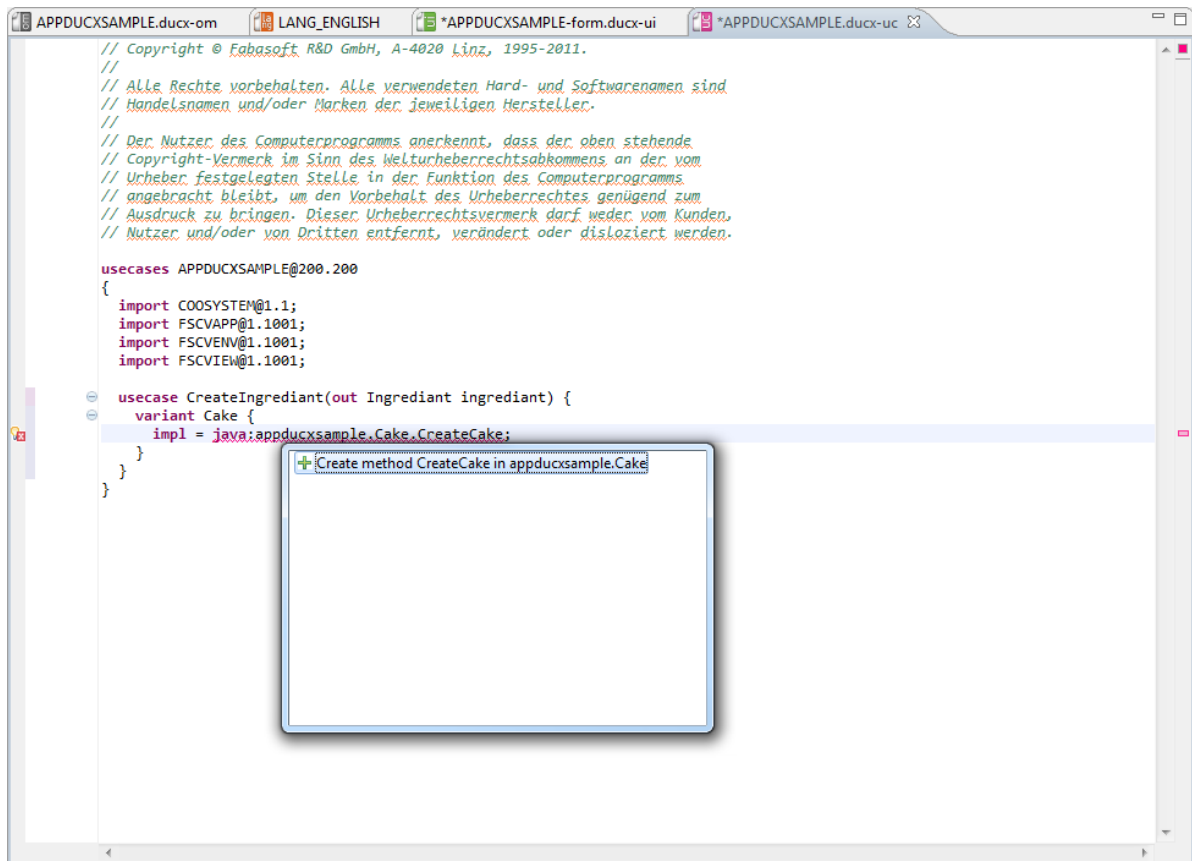 APPDUCXSAMPLE.ducx-om LANG_ENGLISH *APPDUCXSAMPLE-form.ducx-ui *APPDUCXSAMPLE.ducx-uc
// Copyright © Fabasoft R&D GmbH, A-4020 Linz, 1995-2011.
//
// Alle Rechte vorbehalten. Alle verwendeten Hard- und Softwarenamen sind
// Handelsnamen und/oder Marken der jeweiligen Hersteller.
//
// Der Nutzer des Computerprogramms anerkennt, dass der oben stehende
// Copyright-Vermerk im Sinn des Welturheberrechtsabkommens an der vom
// Urheber festgelegten Stelle in der Funktion des Computerprogramms
// angebracht bleibt, um den Vorbehalt des Urheberrechtes genügend zum
// Ausdruck zu bringen. Dieser Urheberrechtsvermerk darf weder vom Kunden,
// Nutzer und/oder von Dritten entfernt, verändert oder disloziert werden.
usecases APPDUCXSAMPLE@200.200
{
import COOSYSTEM@1.1;
import FSCVAPP@1.1001;
import FSCVENV@1.1001;
import FSCVIEW@1.1001;
usecase CreateIngrediant(out Ingrediant ingrediant) {
variant Cake {
impl = java:appducxsample.Cake.CreateCake;
}
}
}
Create method CreateCake in appducxsample.Cake